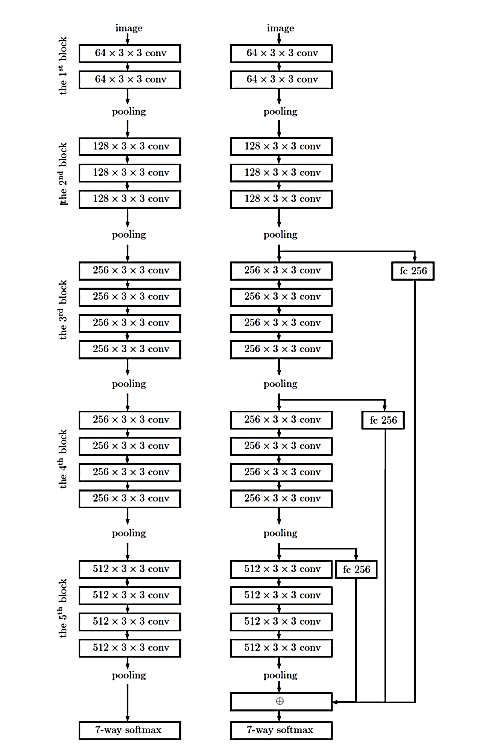 image
the 1st block
64 × 3 × 3 conv
64 × 3 × 3 conv
pooling
the 2nd block
128 × 3 × 3 conv
128 × 3 × 3 conv
128 × 3 × 3 conv
pooling
the 3rd block
256 × 3 × 3 conv
256 × 3 × 3 conv
256 × 3 × 3 conv
256 × 3 × 3 conv
pooling
the 4th block
256 × 3 × 3 conv
256 × 3 × 3 conv
256 × 3 × 3 conv
256 × 3 × 3 conv
pooling
the 5th block
512 × 3 × 3 conv
512 × 3 × 3 conv
512 × 3 × 3 conv
512 × 3 × 3 conv
pooling
7-way softmax
image
64 × 3 × 3 conv
64 × 3 × 3 conv
pooling
128 × 3 × 3 conv
128 × 3 × 3 conv
128 × 3 × 3 conv
pooling
256 × 3 × 3 conv
fc 256
256 × 3 × 3 conv
256 × 3 × 3 conv
256 × 3 × 3 conv
pooling
256 × 3 × 3 conv
fc 256
256 × 3 × 3 conv
256 × 3 × 3 conv
256 × 3 × 3 conv
pooling
512 × 3 × 3 conv
fc 256
512 × 3 × 3 conv
512 × 3 × 3 conv
512 × 3 × 3 conv
pooling
⊕
7-way softmax